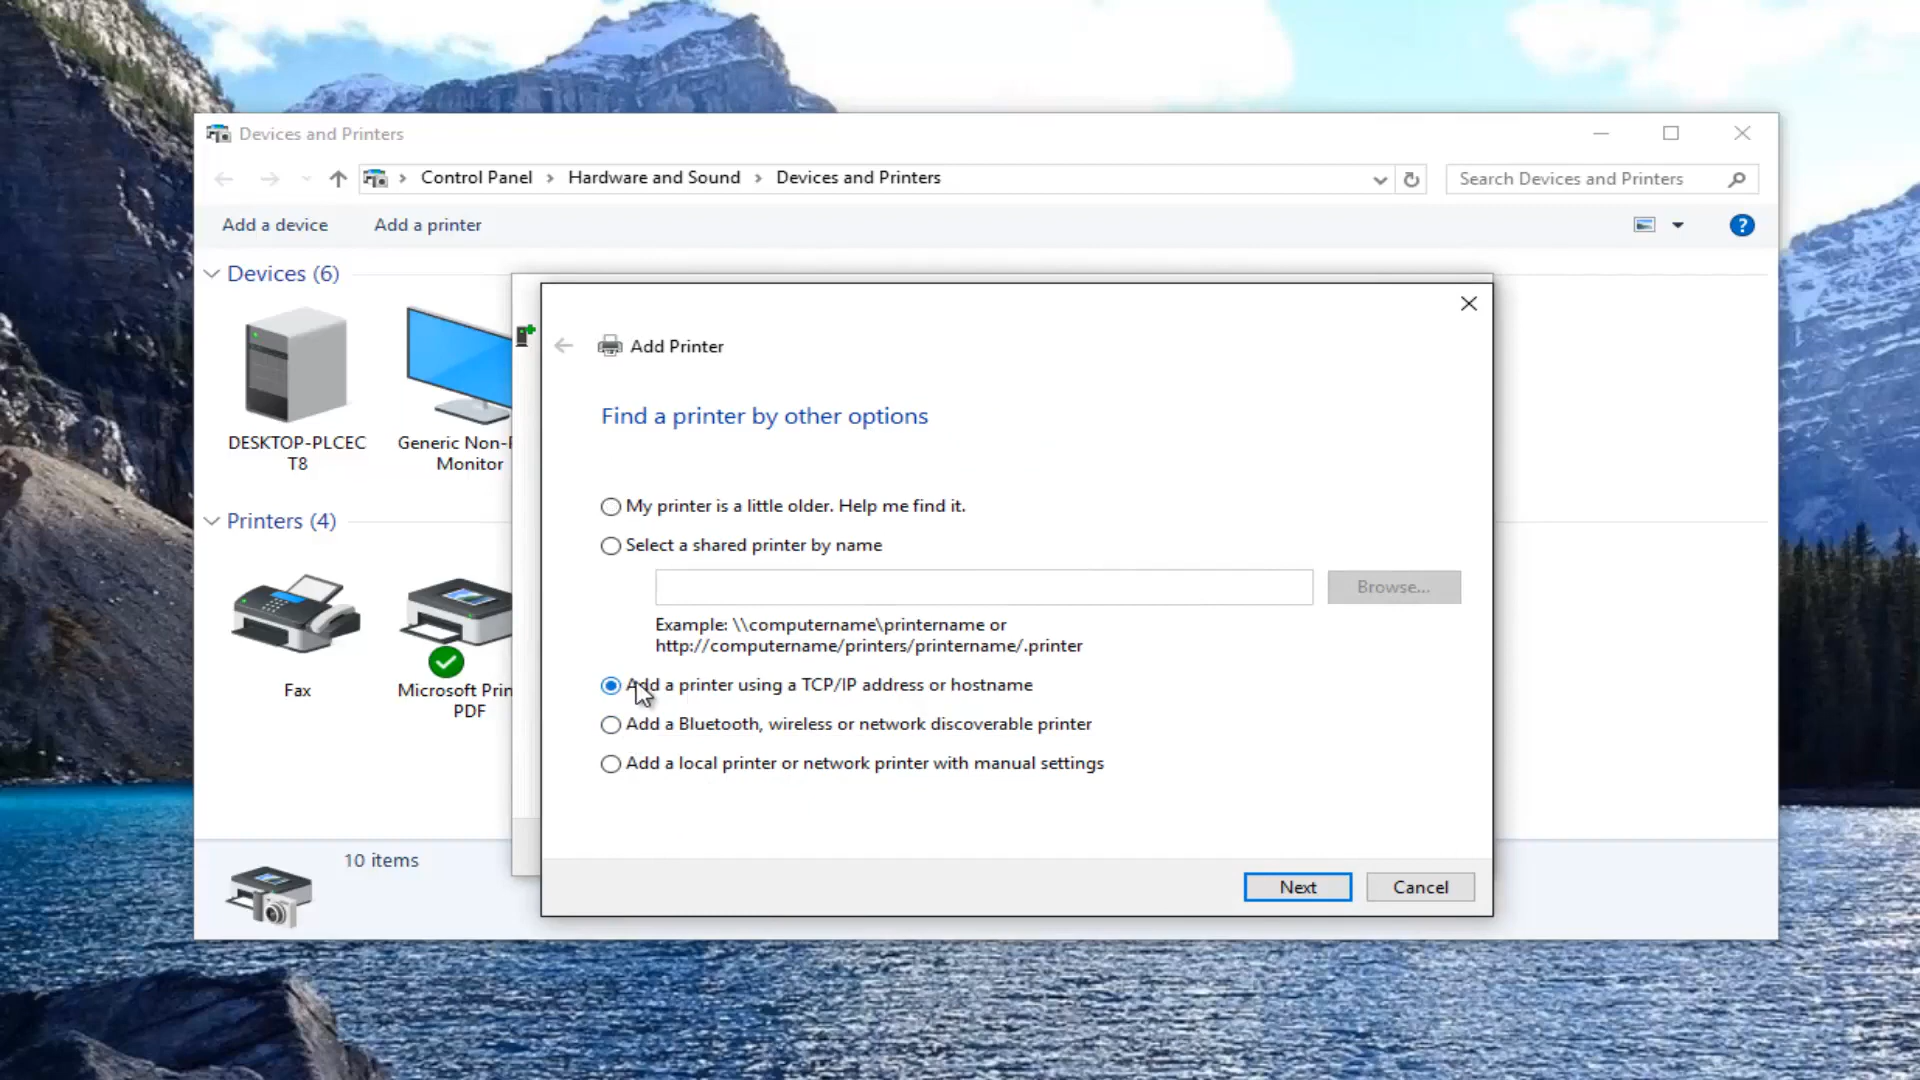 Devices and Printers
Control Panel > Hardware and Sound > Devices and Printers
Search Devices and Printers
Add a device Add a printer
?
Devices (6)
DESKTOP-PLCEC
T8
Generic Non-P
Monitor
Printers (4)
Fax
Microsoft Prin
PDF
10 items
Add Printer
Find a printer by other options
My printer is a little older. Help me find it.
Select a shared printer by name
Browse...
Example: \\computername\printername or
http://computername/printers/printername/.printer
Add a printer using a TCP/IP address or hostname
Add a Bluetooth, wireless or network discoverable printer
Add a local printer or network printer with manual settings
Next Cancel